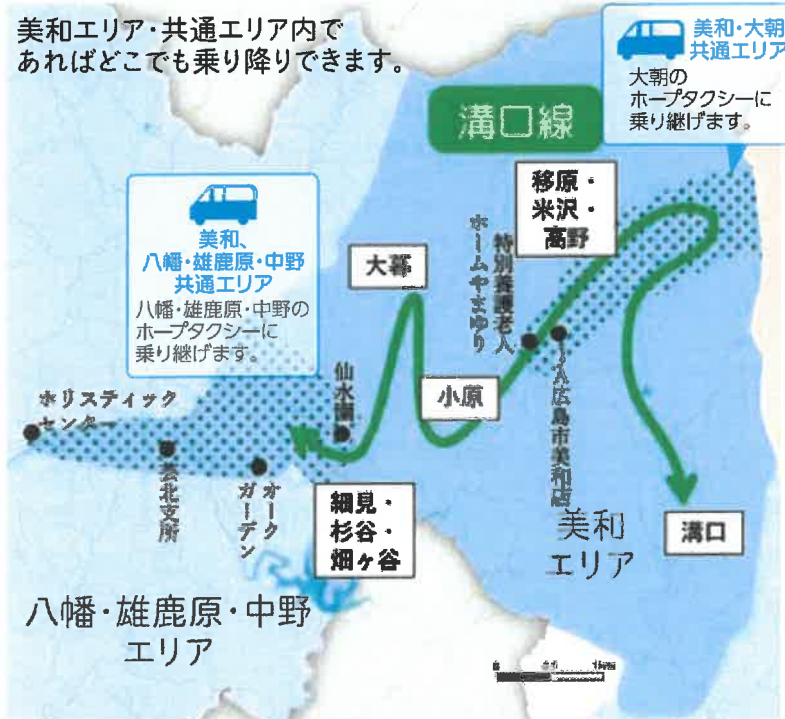 美和エリア・共通エリア内で
あればどこでも乗り降りできます。
美和・大朝
共通エリア
大朝の
ホープタクシーに
乗り継げます。
溝口線
移原・
米沢・
高野
美和、
八幡・雄鹿原・中野
共通エリア
八幡・雄鹿原・中野の
ホープタクシーに
乗り継げます。
大暮
特別養護老人
ホームやまゆり
仙水園
小原
JA広島市美和店
ホリスティック
センター
芸北支所
オーク
ガーデン
細見・
杉谷・
畑ヶ谷
美和
エリア
溝口
八幡・雄鹿原・中野
エリア